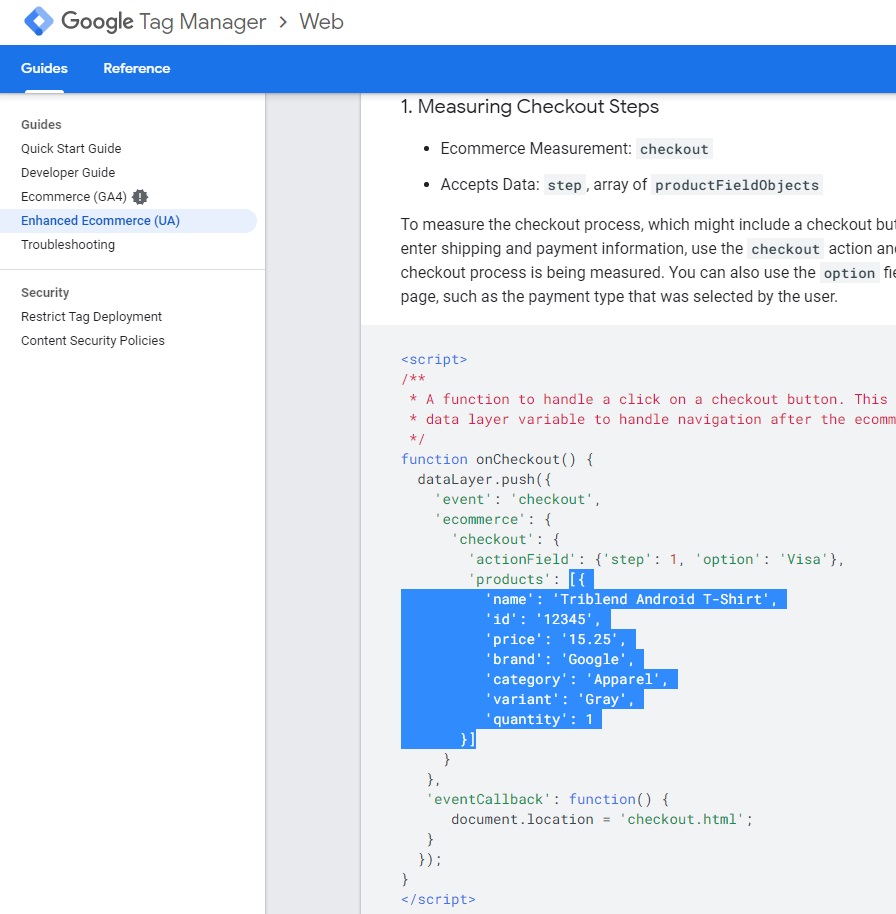 Google Tag Manager > Web
Guides
Reference
Guides
Quick Start Guide
Developer Guide
Ecommerce (GA4)
Enhanced Ecommerce (UA)
Troubleshooting
Security
Restrict Tag Deployment
Content Security Policies
1. Measuring Checkout Steps
• Ecommerce Measurement: checkout
• Accepts Data: step, array of productFieldObjects
To measure the checkout process, which might include a checkout but
enter shipping and payment information, use the checkout action an
checkout process is being measured. You can also use the option fie
page, such as the payment type that was selected by the user.
<script>
/**
 * A function to handle a click on a checkout button. This
 * data layer variable to handle navigation after the ecomm
 */
function onCheckout() {
  dataLayer.push({
    'event': 'checkout',
    'ecommerce': {
      'checkout': {
        'actionField': {'step': 1, 'option': 'Visa'},
        'products': [{
          'name': 'Triblend Android T-Shirt',
          'id': '12345',
          'price': '15.25',
          'brand': 'Google',
          'category': 'Apparel',
          'variant': 'Gray',
          'quantity': 1
       }]
     }
   },
   'eventCallback': function() {
      document.location = 'checkout.html';
   }
  });
}
</script>